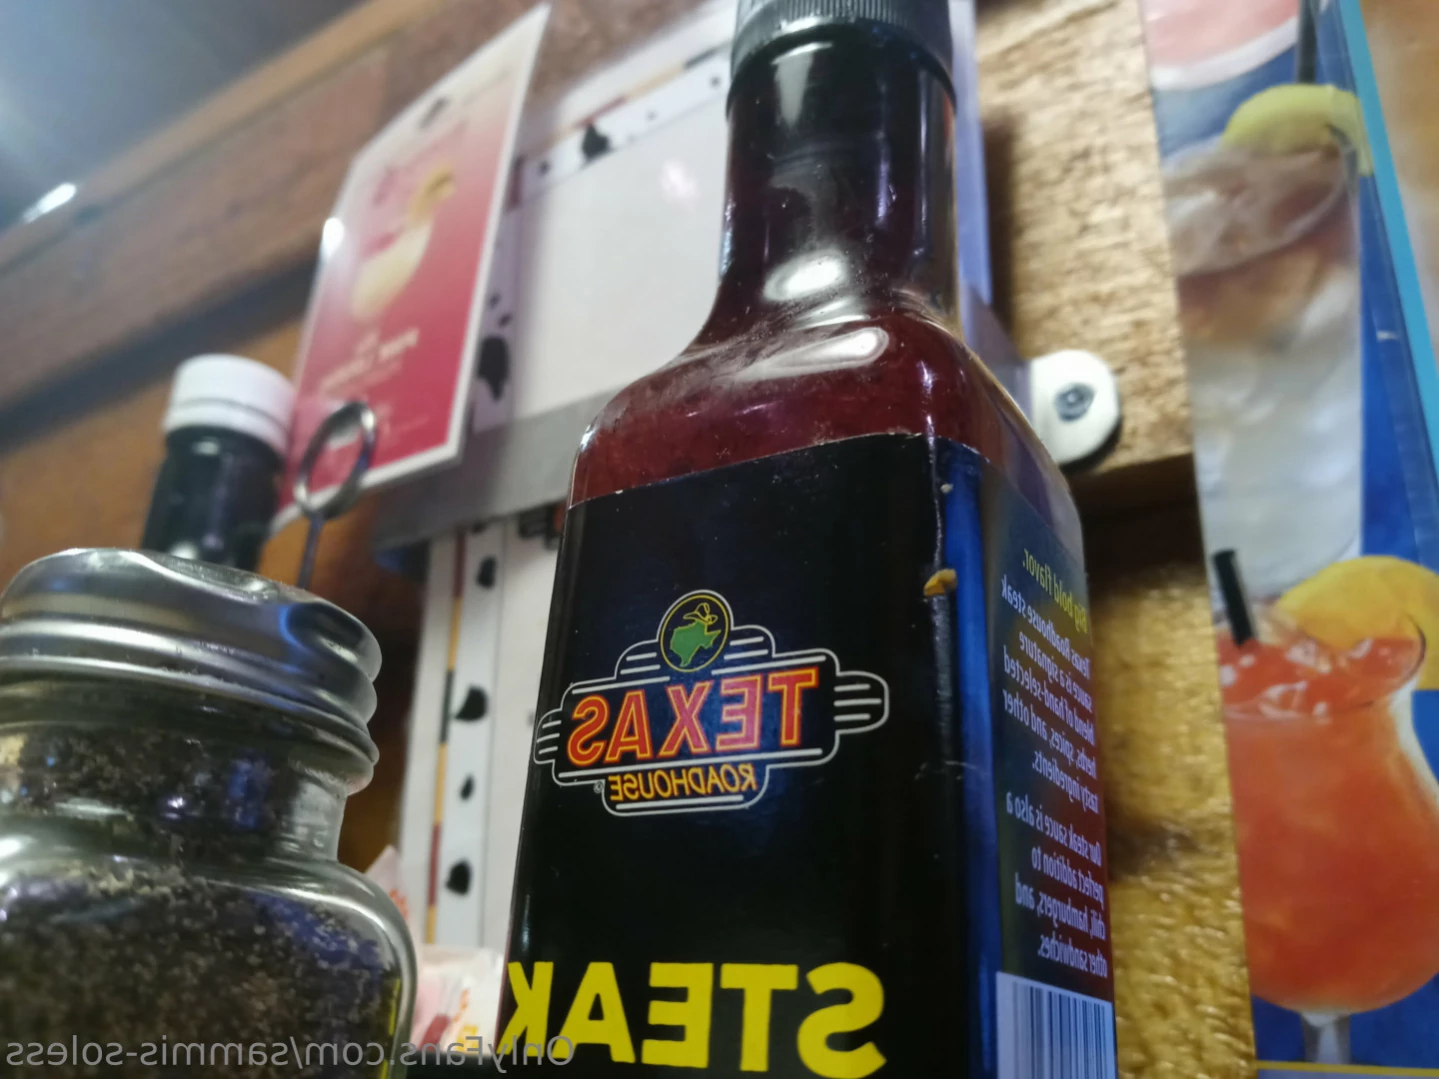 TEXAS
ROADHOUSE
STEAK
Big bold flavor.
Texas Roadhouse steak
sauce is a signature
blend of hand-selected
herbs, spices, and other
tasty ingredients.
Our steak sauce is also a
perfect addition to
chili, hamburgers, and
other sandwiches.
OnlyFans.com/sammis-soless